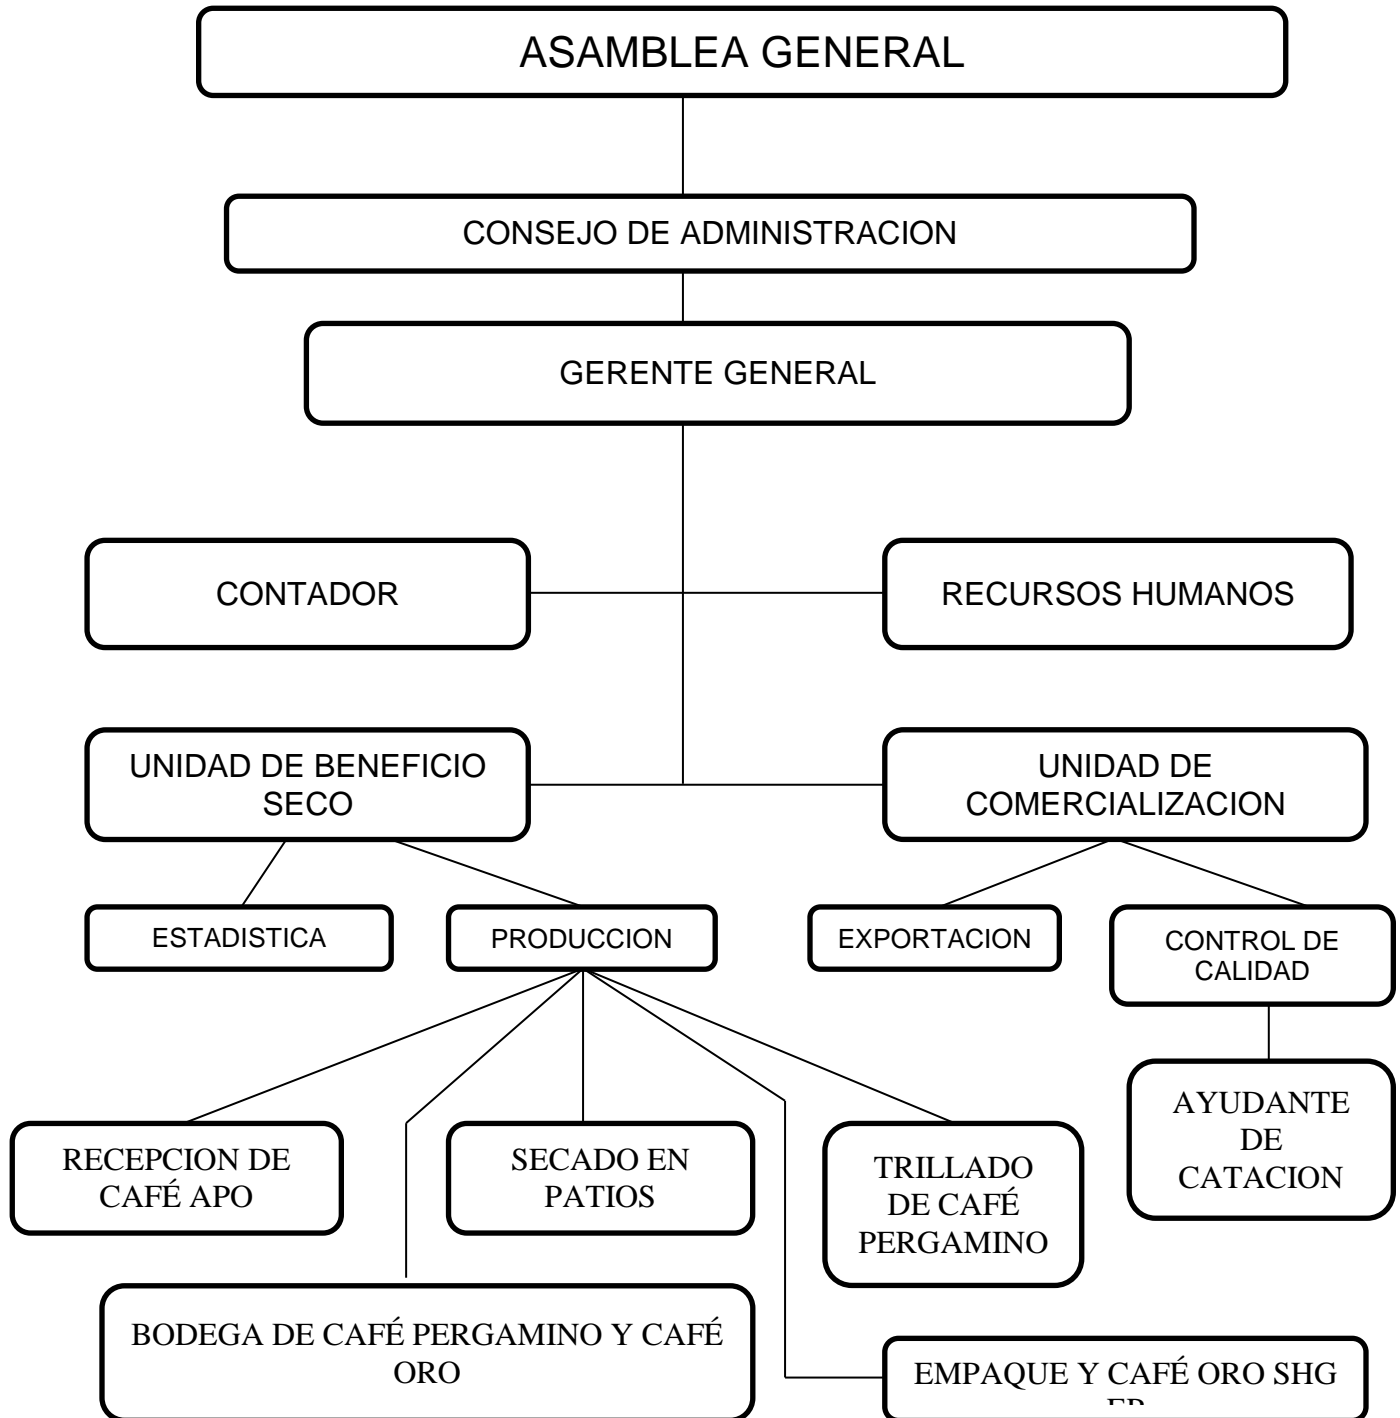 ASAMBLEA GENERAL
CONSEJO DE ADMINISTRACION
GERENTE GENERAL
CONTADOR
RECURSOS HUMANOS
UNIDAD DE BENEFICIO
SECO
UNIDAD DE
COMERCIALIZACION
ESTADISTICA
PRODUCCION
EXPORTACION
CONTROL DE
CALIDAD
RECEPCION DE
CAFÉ APO
SECADO EN
PATIOS
TRILLADO
DE CAFÉ
PERGAMINO
AYUDANTE
DE
CATACION
BODEGA DE CAFÉ PERGAMINO Y CAFÉ
ORO
EMPAQUE Y CAFÉ ORO SHG